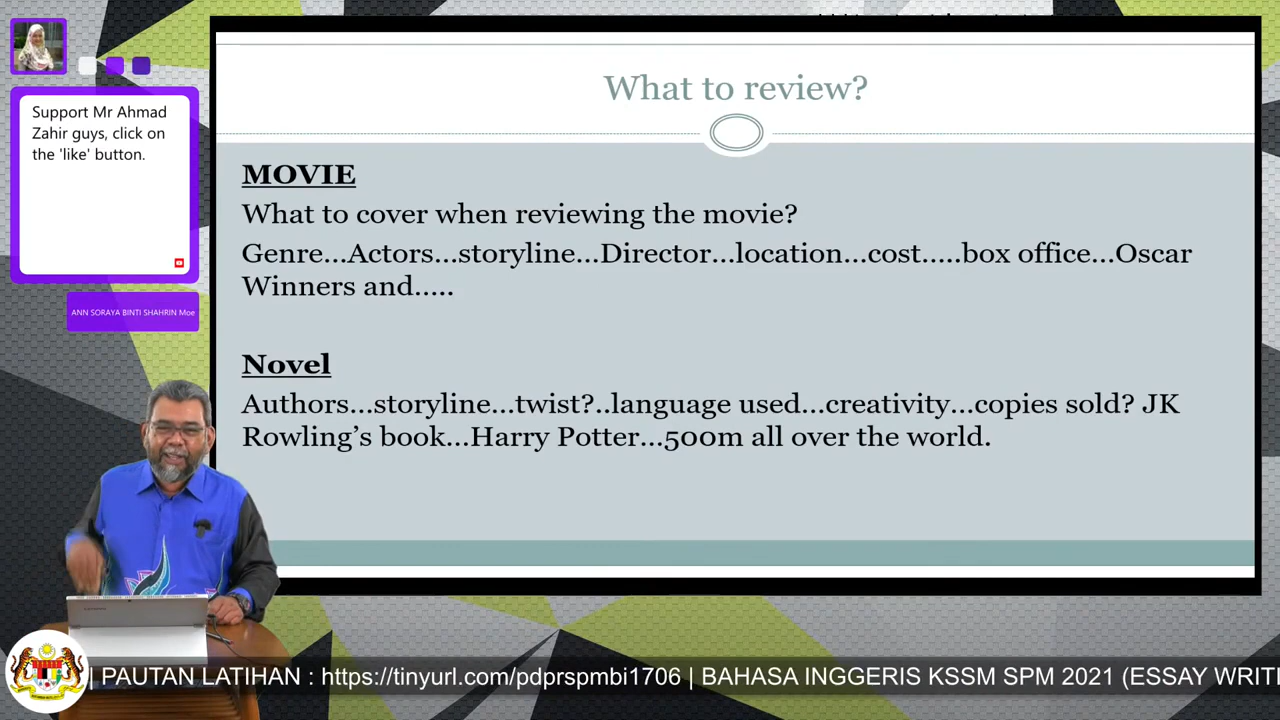 Support Mr Ahmad
Zahir guys, click on
the 'like' button.
ANN SORAYA BINTI SHAHRIN Moe
What to review?
MOVIE
What to cover when reviewing the movie?
Genre...Actors...storyline...Director...location...cost.....box office...Oscar
Winners and.....
Novel
Authors...storyline...twist?..language used...creativity...copies sold? JK
Rowling's book...Harry Potter...500m all over the world.
| PAUTAN LATIHAN : https://tinyurl.com/pdprspmbi1706 | BAHASA INGGERIS KSSM SPM 2021 (ESSAY WRITI